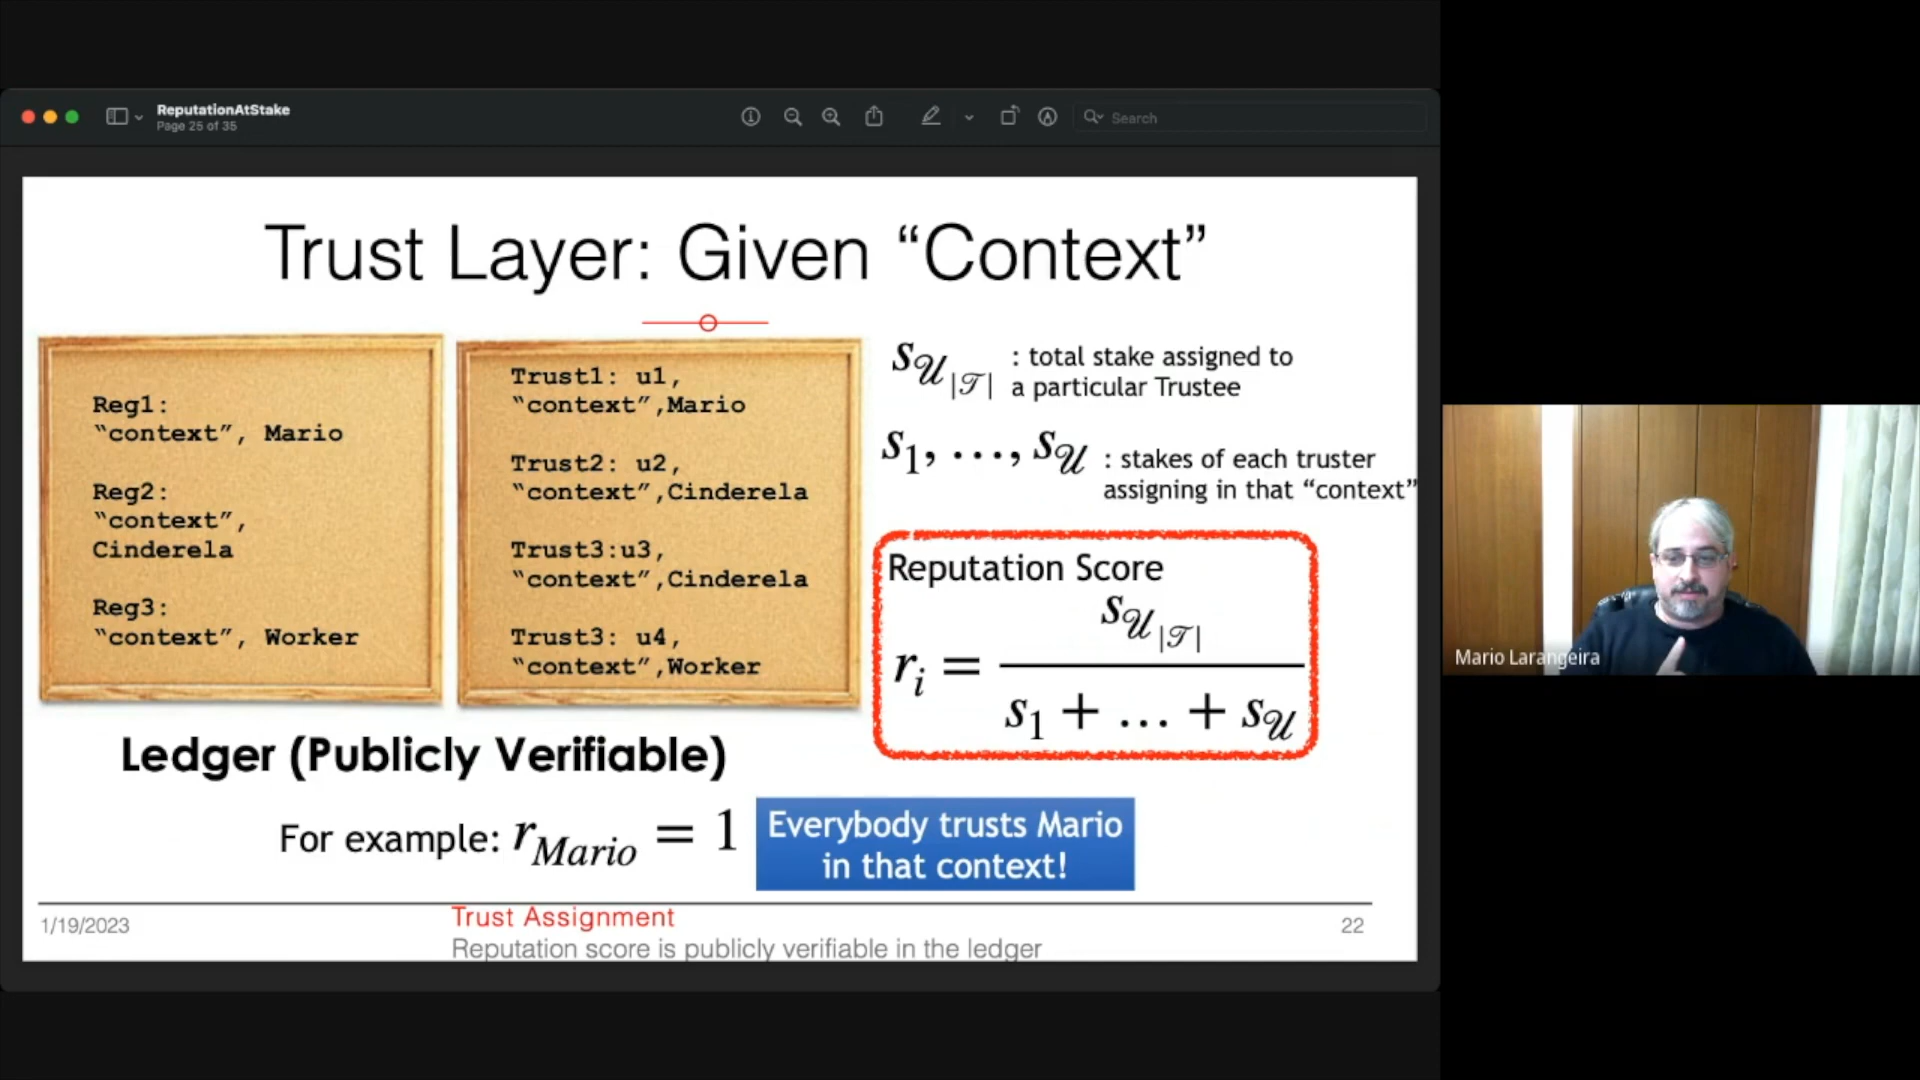 ReputationAtStake
Page 25 of 35
Search
Trust Layer: Given “Context”
Reg1:
“context”, Mario
Reg2:
“context”,
Cinderela
Reg3:
“context”, Worker
Trust1: u1,
“context”,Mario
Trust2: u2,
“context”,Cinderela
Trust3:u3,
“context”,Cinderela
Trust3: u4,
“context”,Worker
s𝒰|𝒯| : total stake assigned to
a particular Trustee
s1, ..., s𝒰 : stakes of each truster
assigning in that “context”
Reputation Score
ri = s𝒰|𝒯| / s1 + ... + s𝒰
Ledger (Publicly Verifiable)
For example: rMario = 1
Everybody trusts Mario
in that context!
1/19/2023
Trust Assignment
Reputation score is publicly verifiable in the ledger
22
Mario Larangeira